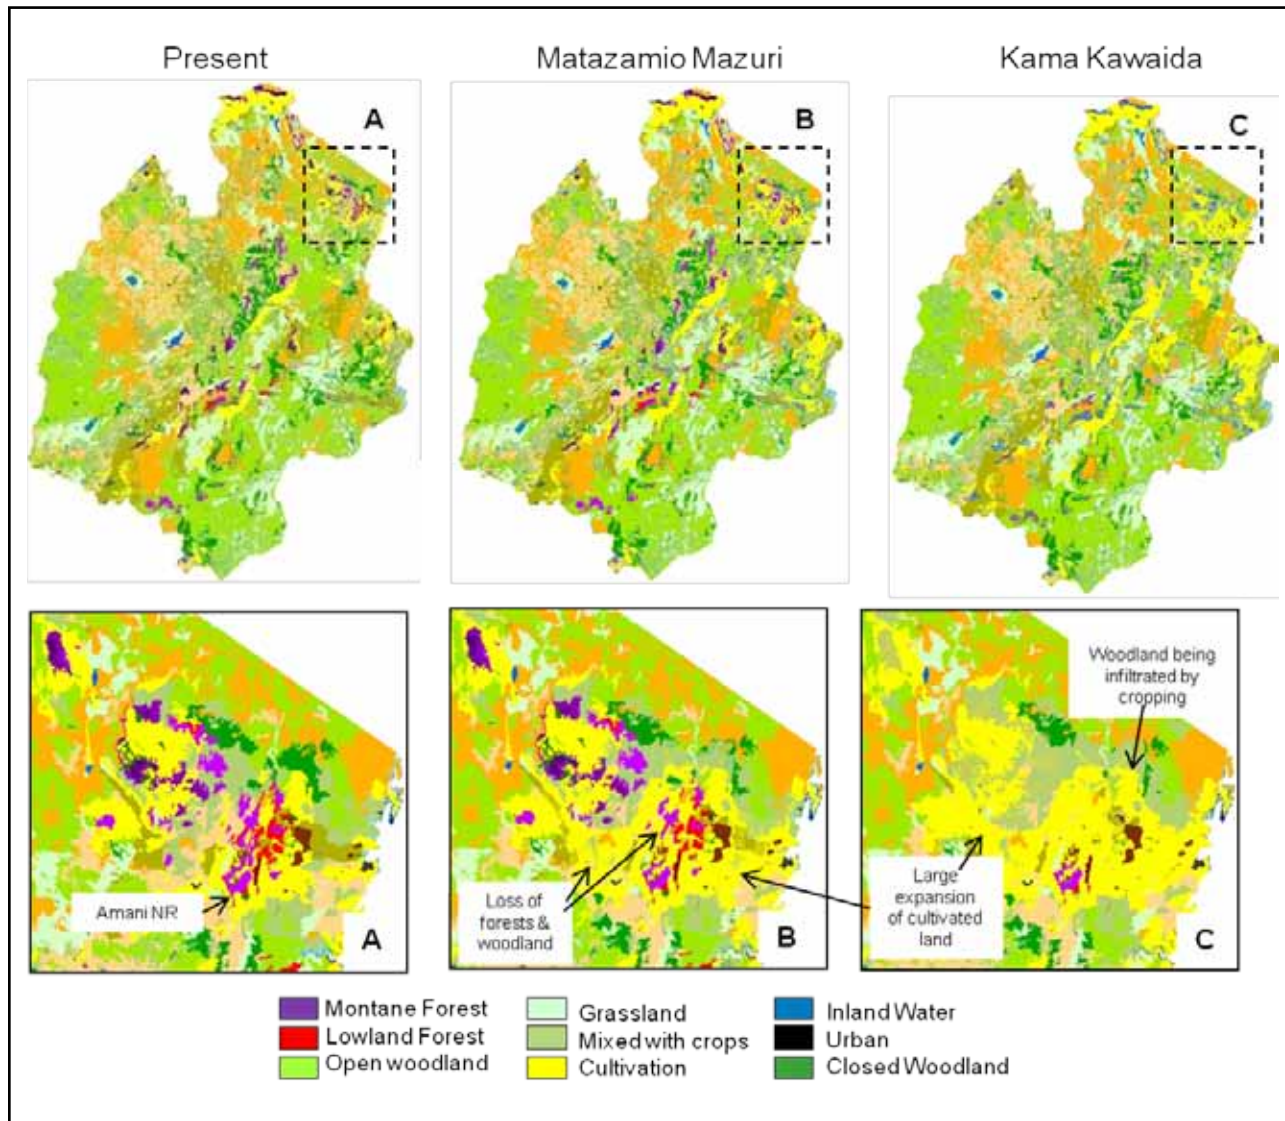 Present
Matazamio Mazuri
Kama Kawaida
A
B
C
Woodland being
infiltrated by
cropping
Amani NR
A
Loss of
forests &
woodland
B
Large
expansion
of cultivated
land
C
Montane Forest
Lowland Forest
Open woodland
Grassland
Mixed with crops
Cultivation
Inland Water
Urban
Closed Woodland